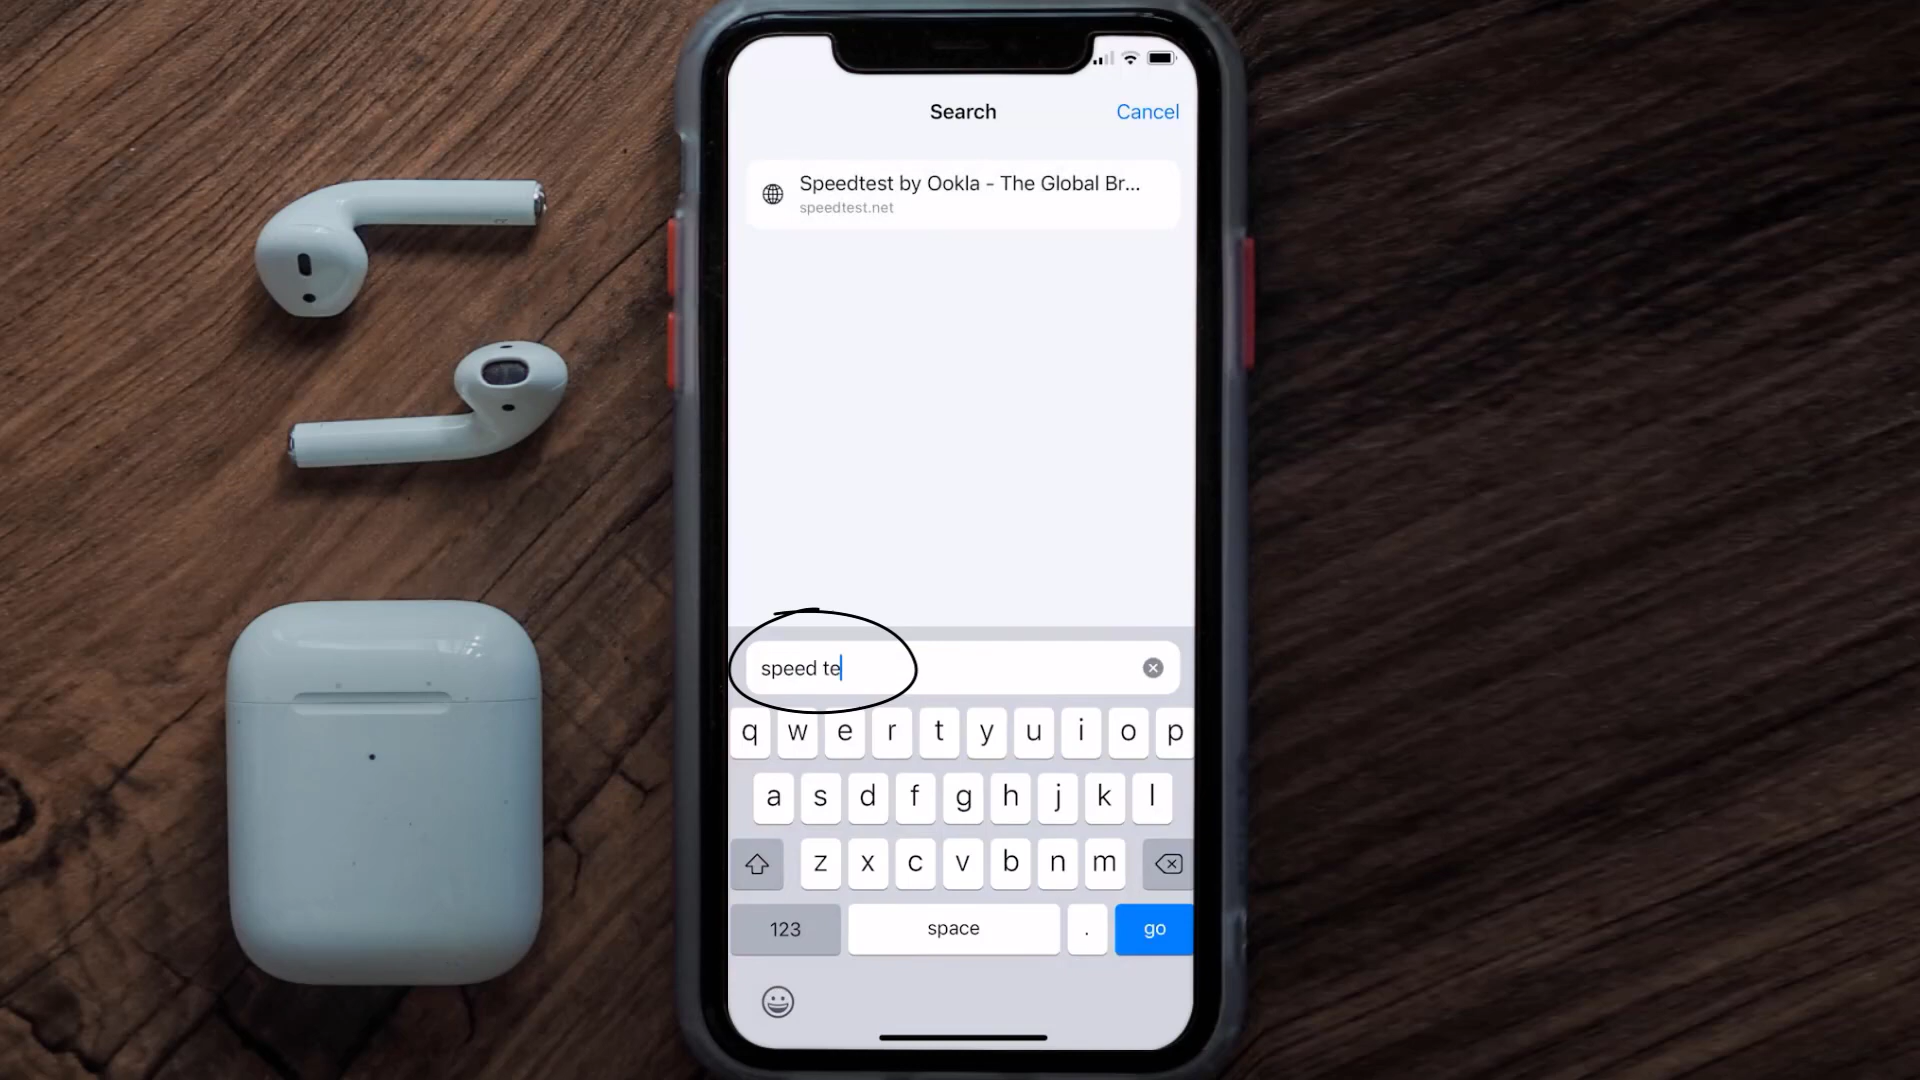 Search
Cancel
Speedtest by Ookla - The Global Br...
speedtest.net
speed te
q w e r t y u i o p
a s d f g h j k l
z x c v b n m
123 space . go